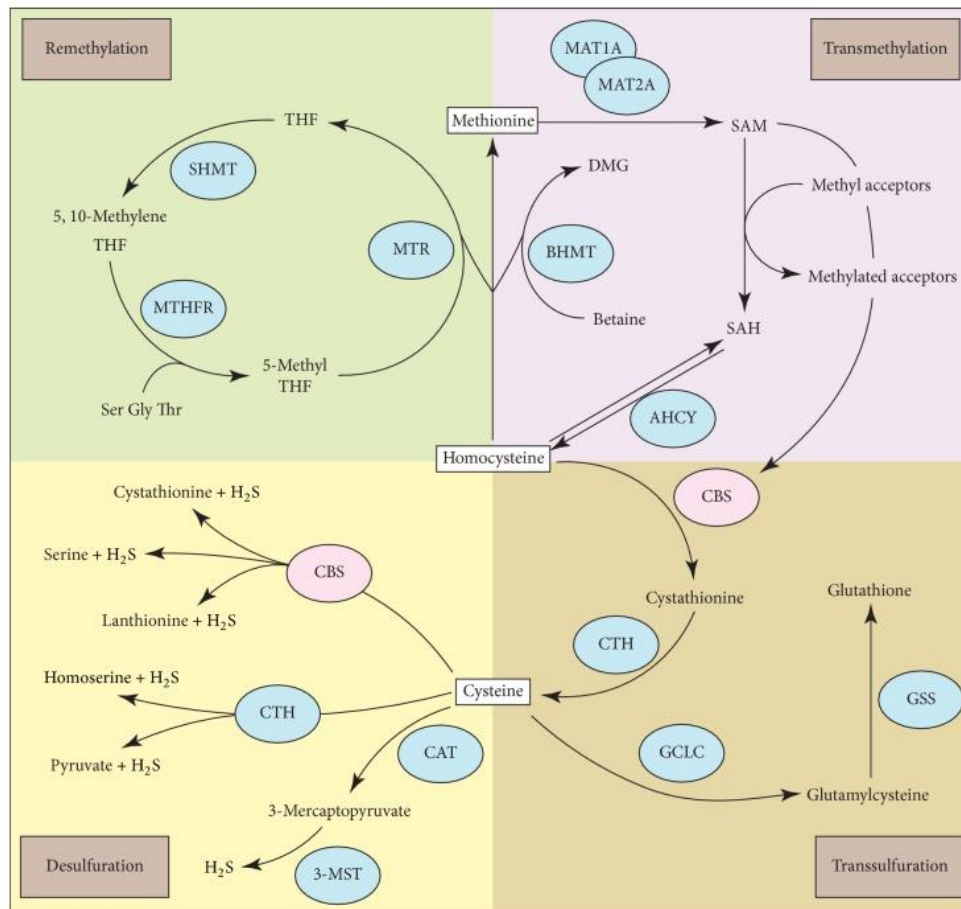 Remethylation
Transmethylation
MAT1A
MAT2A
THF
Methionine
SAM
SHMT
DMG
Methyl acceptors
5, 10-Methylene
THF
MTR
BHMT
Methylated acceptors
MTHFR
Betaine
SAH
5-Methyl
THF
Ser Gly Thr
AHCY
Homocysteine
CBS
Cystathionine + H₂S
Serine + H₂S
CBS
Lanthionine + H₂S
Cystathionine
Glutathione
CTH
Homoserine + H₂S
Cysteine
CTH
GSS
CAT
GCLC
Pyruvate + H₂S
3-Mercaptopyruvate
Glutamylcysteine
Desulfuration
H₂S
3-MST
Transsulfuration